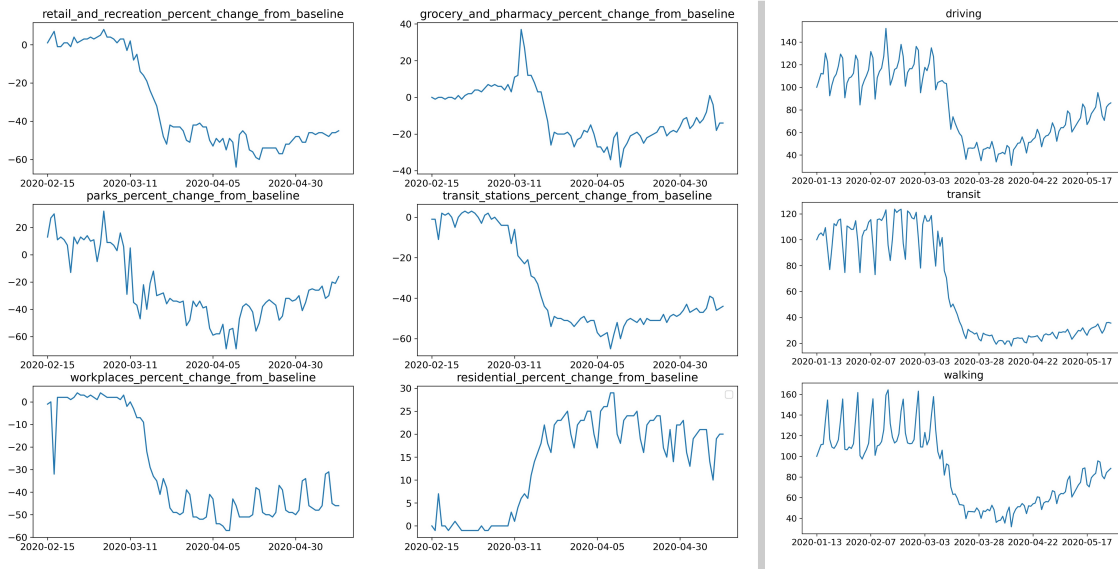 retail_and_recreation_percent_change_from_baseline
0
−20
−40
−60
2020-02-15 2020-03-11 2020-04-05 2020-04-30
grocery_and_pharmacy_percent_change_from_baseline
40
20
0
−20
−40
2020-02-15 2020-03-11 2020-04-05 2020-04-30
parks_percent_change_from_baseline
20
0
−20
−40
−60
2020-02-15 2020-03-11 2020-04-05 2020-04-30
transit_stations_percent_change_from_baseline
0
−20
−40
−60
2020-02-15 2020-03-11 2020-04-05 2020-04-30
workplaces_percent_change_from_baseline
0
−10
−20
−30
−40
−50
−60
2020-02-15 2020-03-11 2020-04-05 2020-04-30
residential_percent_change_from_baseline
30
25
20
15
10
5
0
2020-02-15 2020-03-11 2020-04-05 2020-04-30
driving
140
120
100
80
60
40
2020-01-13 2020-02-07 2020-03-03 2020-03-28 2020-04-22 2020-05-17
transit
120
100
80
60
40
20
2020-01-13 2020-02-07 2020-03-03 2020-03-28 2020-04-22 2020-05-17
walking
160
140
120
100
80
60
40
2020-01-13 2020-02-07 2020-03-03 2020-03-28 2020-04-22 2020-05-17